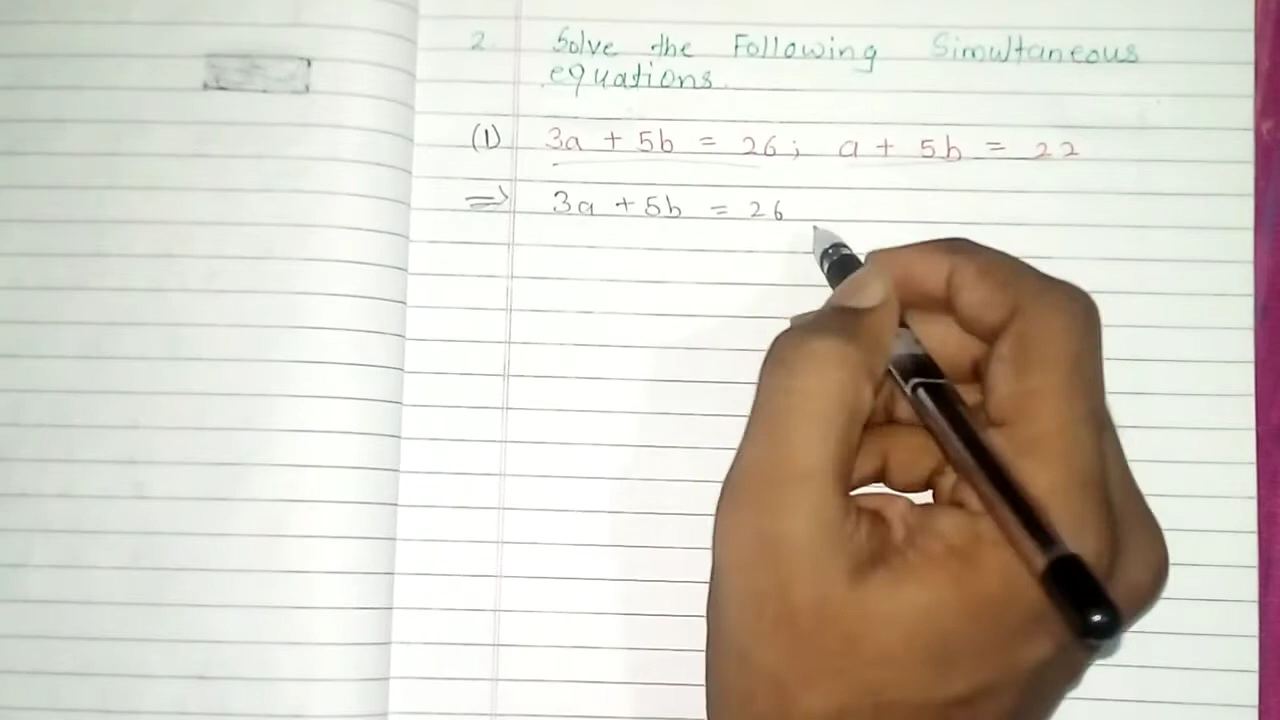 2. Solve the Following Simultaneous
equations.
(1) 3a + 5b = 26; a + 5b = 22
⇒ 3a + 5b = 26